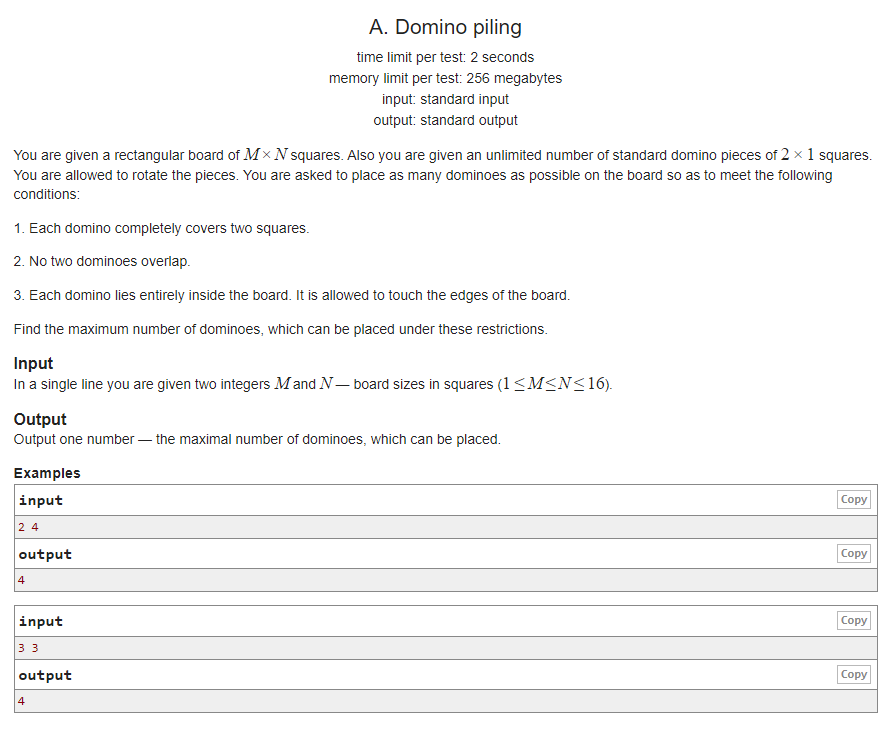 A. Domino piling
time limit per test: 2 seconds
memory limit per test: 256 megabytes
input: standard input
output: standard output
You are given a rectangular board of M × N squares. Also you are given an unlimited number of standard domino pieces of 2 × 1 squares.
You are allowed to rotate the pieces. You are asked to place as many dominoes as possible on the board so as to meet the following
conditions:
1. Each domino completely covers two squares.
2. No two dominoes overlap.
3. Each domino lies entirely inside the board. It is allowed to touch the edges of the board.
Find the maximum number of dominoes, which can be placed under these restrictions.
Input
In a single line you are given two integers M and N — board sizes in squares (1 ≤ M ≤ N ≤ 16).
Output
Output one number — the maximal number of dominoes, which can be placed.
Examples
input Copy
2 4
output Copy
4
input Copy
3 3
output Copy
4